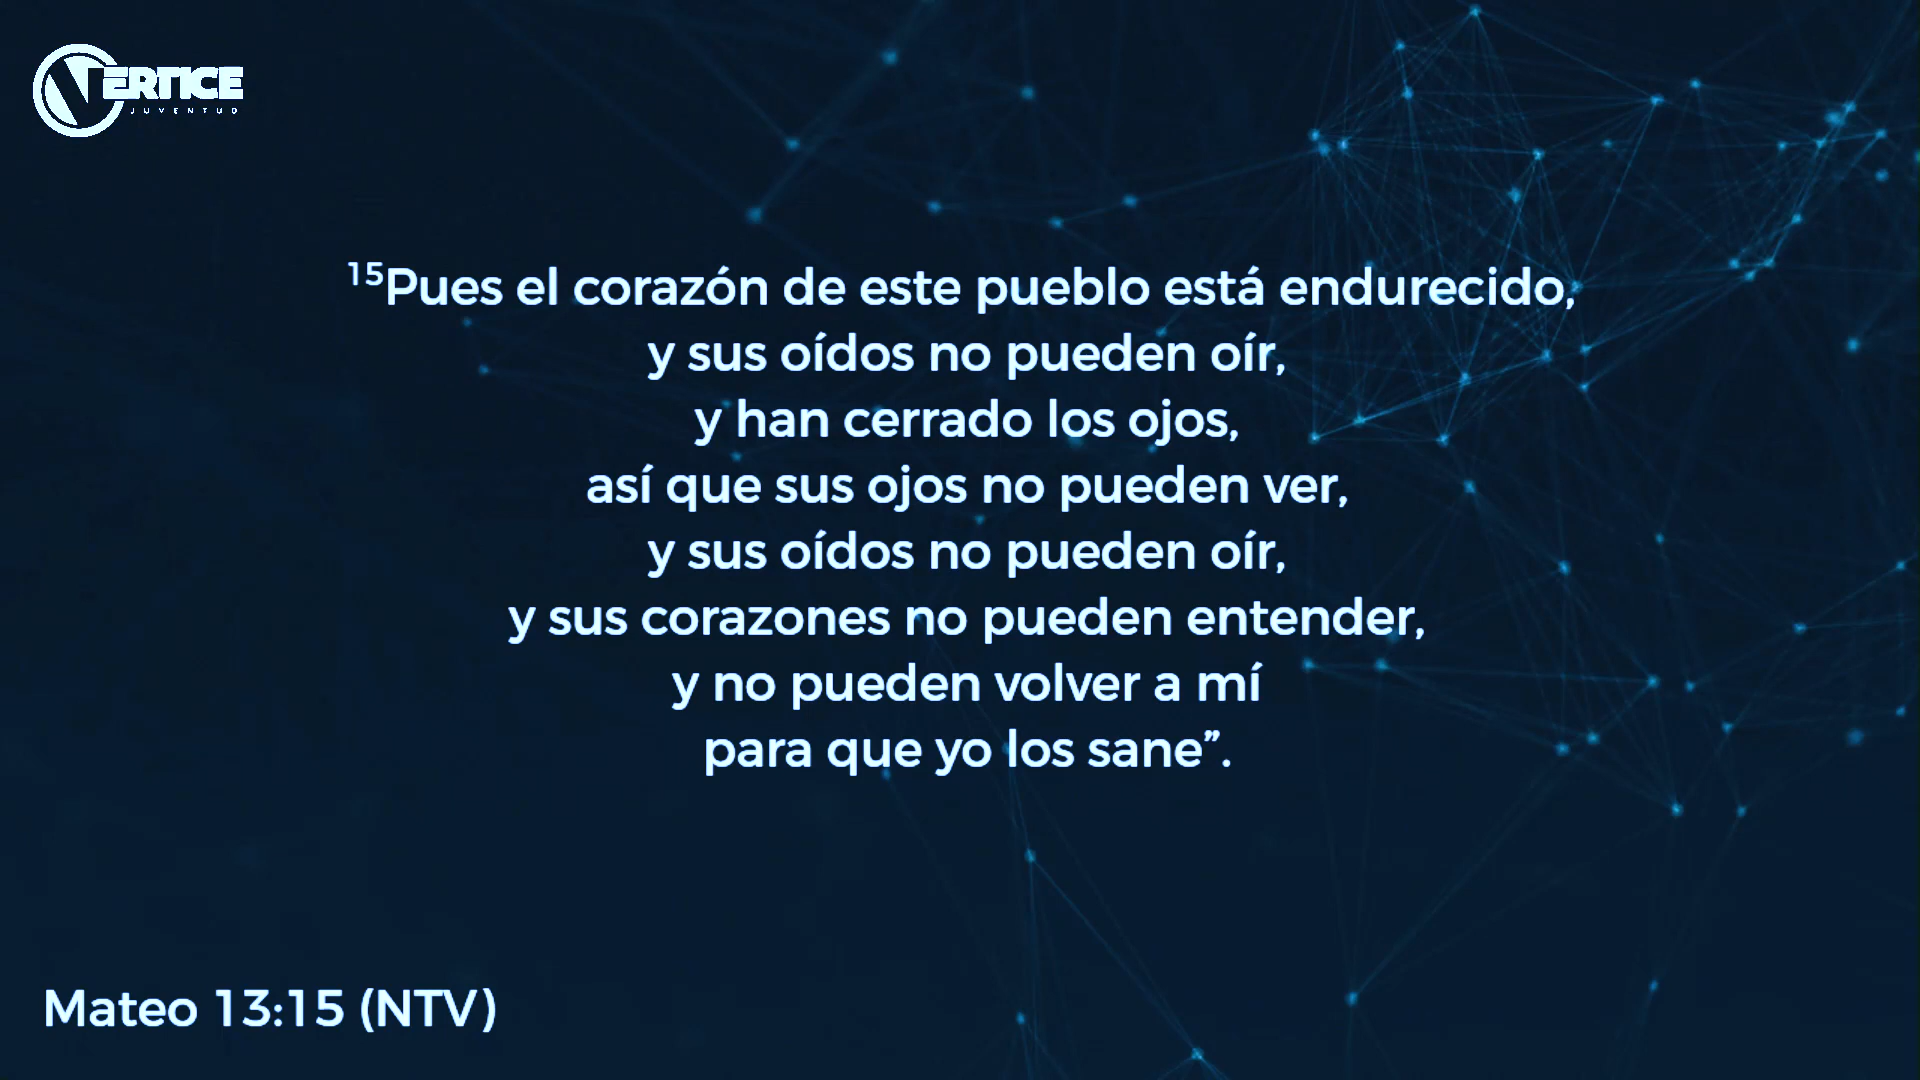 VERTICE
JUVENTUD
15Pues el corazón de este pueblo está endurecido,
y sus oídos no pueden oír,
y han cerrado los ojos,
así que sus ojos no pueden ver,
y sus oídos no pueden oír,
y sus corazones no pueden entender,
y no pueden volver a mí
para que yo los sane”.
Mateo 13:15 (NTV)